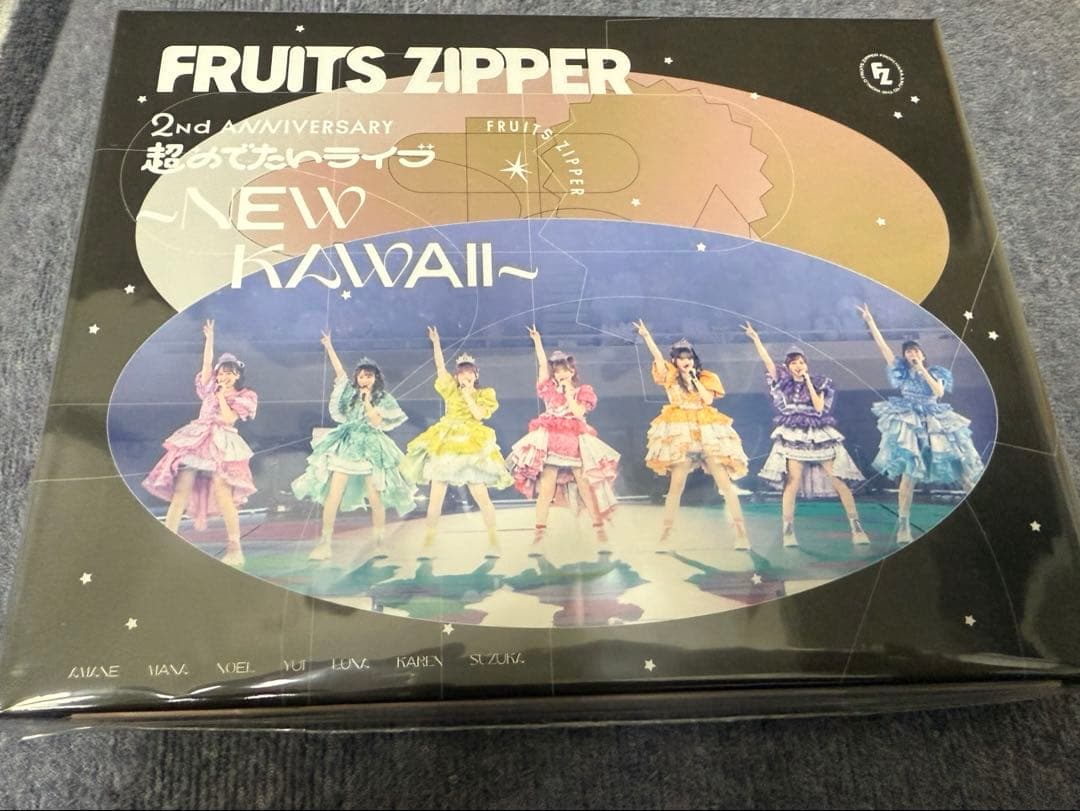 FRUITS ZIPPER
2Nd ANNIVERSARY
超めでたいライブ
~NEW
KAWAII~
FRUITS ZIPPER
FZ
AMANE MANA NOEL YUI LUNA KAREN SUZUKA